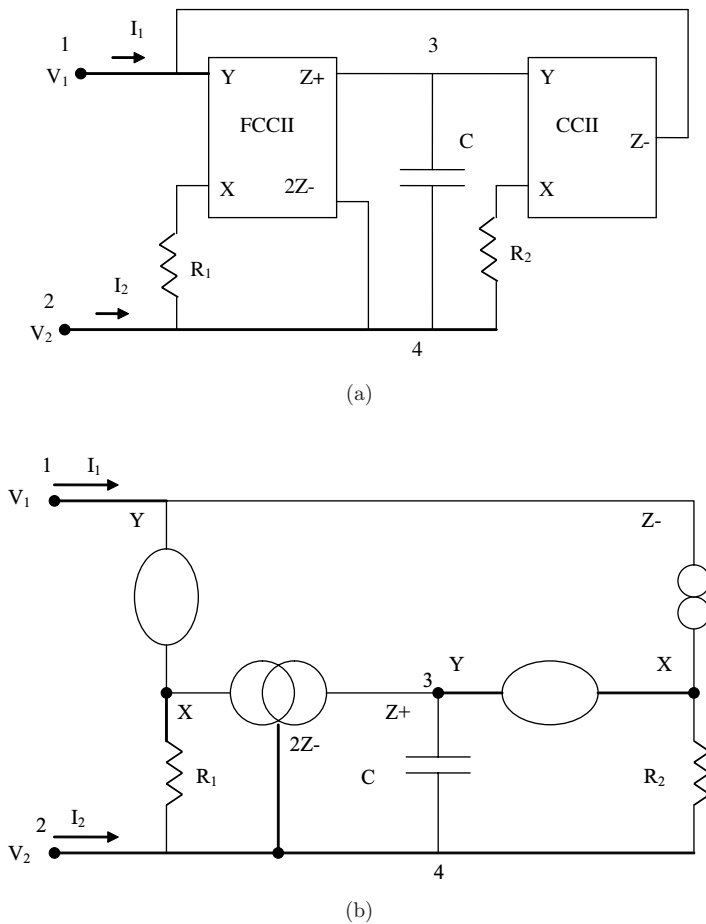 1 I₁ 3
V₁ Y Z+ Y
FCCII CCII
C Z-
X 2Z- X
R₁ R₂
2 I₂
V₂ 4
(a)
1 I₁
V₁ Y Z-
3 Y X
X Z+
2Z-
R₁ C R₂
2 I₂
V₂ 4
(b)